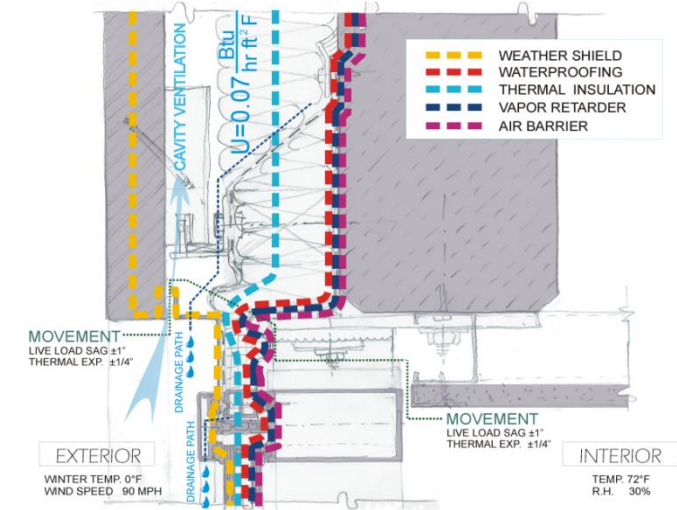 CAVITY VENTILATION
U=0.07 Btu
hr ft² F
WEATHER SHIELD
WATERPROOFING
THERMAL INSULATION
VAPOR RETARDER
AIR BARRIER
MOVEMENT
LIVE LOAD SAG ±1"
THERMAL EXP. ±1/4"
DRAINAGE PATH
DRAINAGE PATH
MOVEMENT
LIVE LOAD SAG ±1"
THERMAL EXP. ±1/4"
EXTERIOR
WINTER TEMP. 0°F
WIND SPEED 90 MPH
INTERIOR
TEMP. 72°F
R.H. 30%